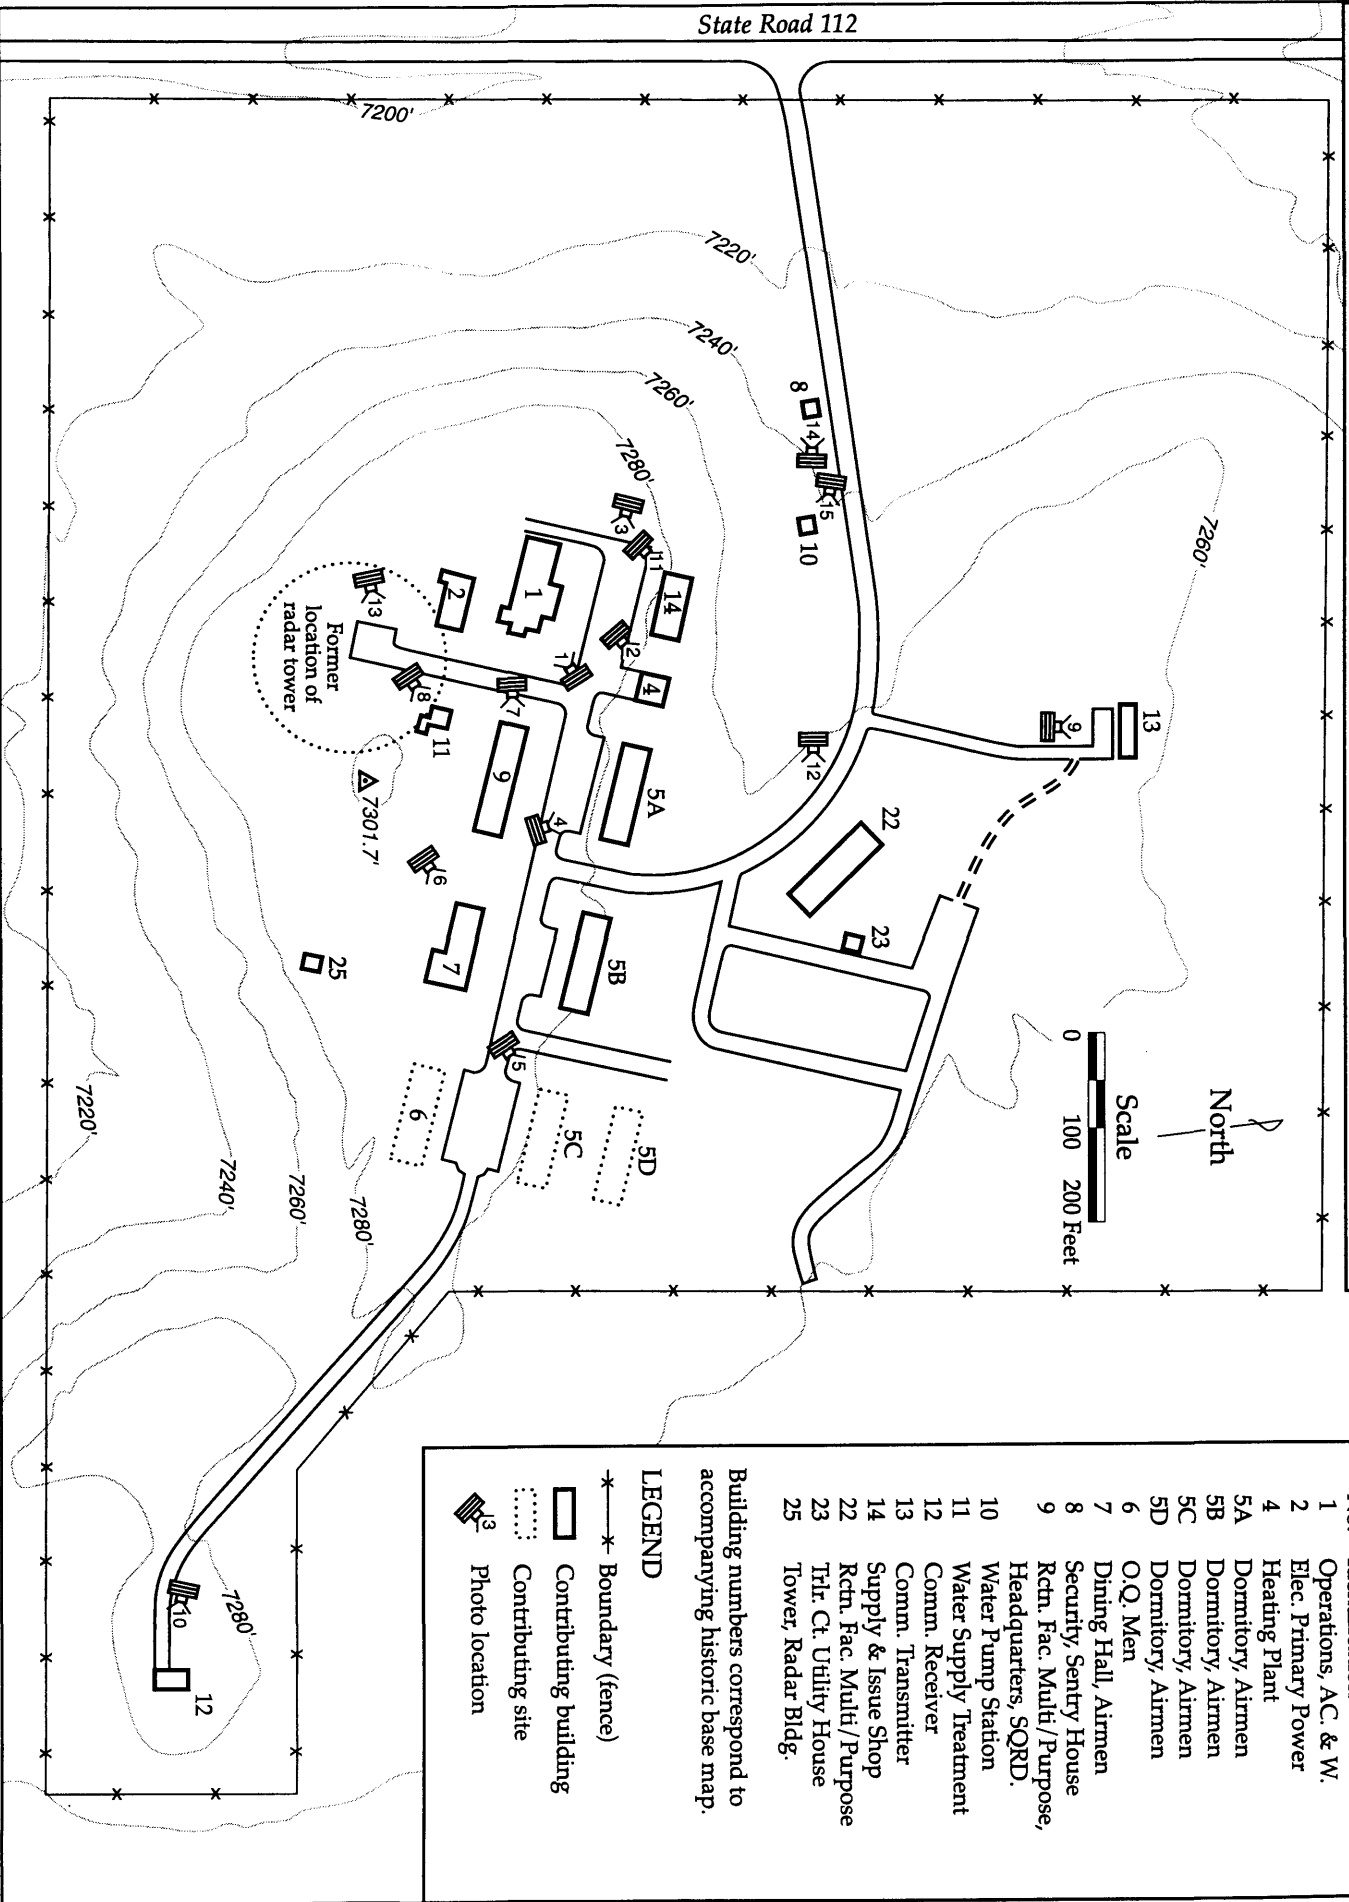 State Road 112
7200'
7220'
7240'
7260'
7280'
7260'
8
14
15
10
3
11
14
2
1
1
2
13
Former
location of
radar tower
8
7
4
11
9
5A
4
7301.7'
6
12
9
13
22
23
5B
7
25
5
6
5C
5D
North
Scale
0 100 200 Feet
7220'
7240'
7260'
7280'
7280'
10
12
1 Operations, AC. & W.
2 Elec. Primary Power
4 Heating Plant
5A Dormitory, Airmen
5B Dormitory, Airmen
5C Dormitory, Airmen
5D Dormitory, Airmen
6 O.Q. Men
7 Dining Hall, Airmen
8 Security, Sentry House
9 Rctn. Fac. Multi/Purpose,
Headquarters, SQRD.
10 Water Pump Station
11 Water Supply Treatment
12 Comm. Receiver
13 Comm. Transmitter
14 Supply & Issue Shop
22 Rctn. Fac. Multi/Purpose
23 Trlr. Ct. Utility House
25 Tower, Radar Bldg.
Building numbers correspond to
accompanying historic base map.
LEGEND
Boundary (fence)
Contributing building
Contributing site
3 Photo location